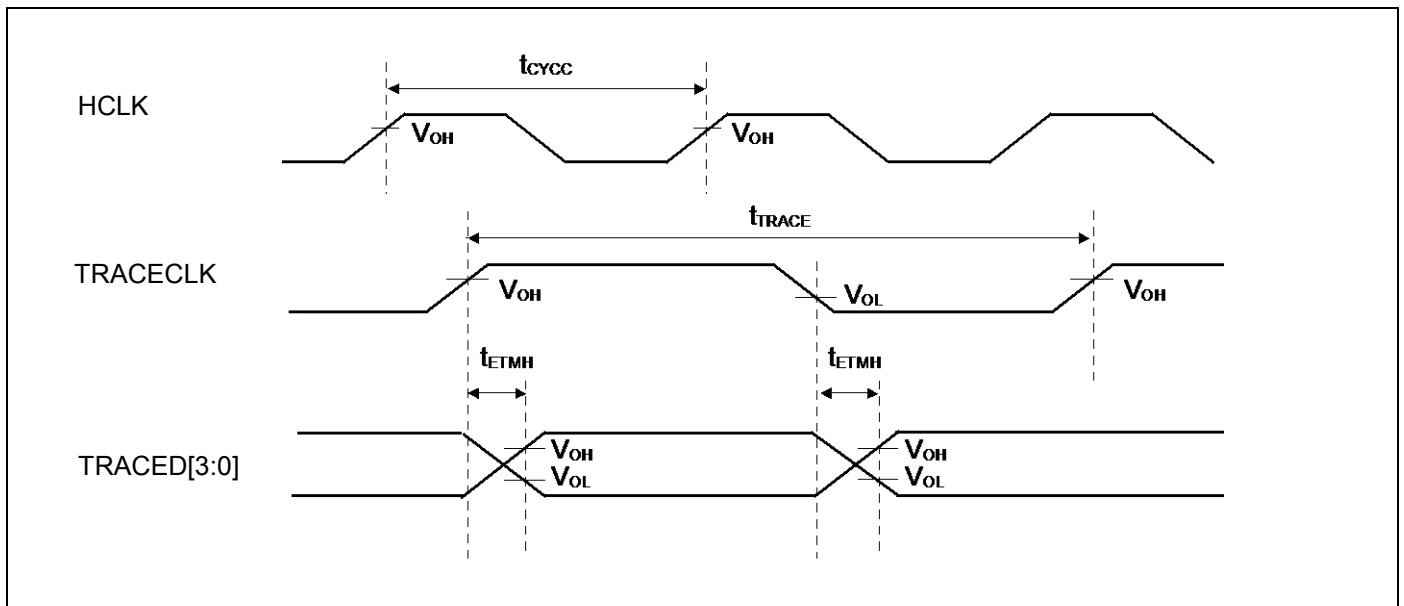 tCYCC
HCLK
VOH VOH
tTRACE
TRACECLK
VOH VOL VOH
tETMH tETMH
TRACED[3:0]
VOH VOH
VOL VOL